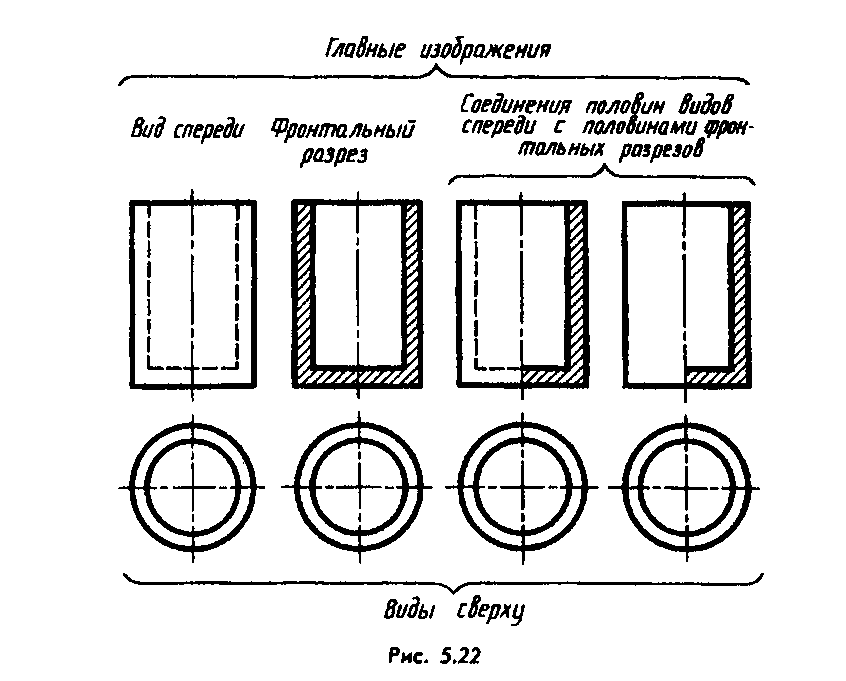 Главные изображения
Вид спереди
Фронтальный
разрез
Соединения половин видов
спереди с половинами фрон-
тальных разрезов
Виды сверху
Рис. 5.22